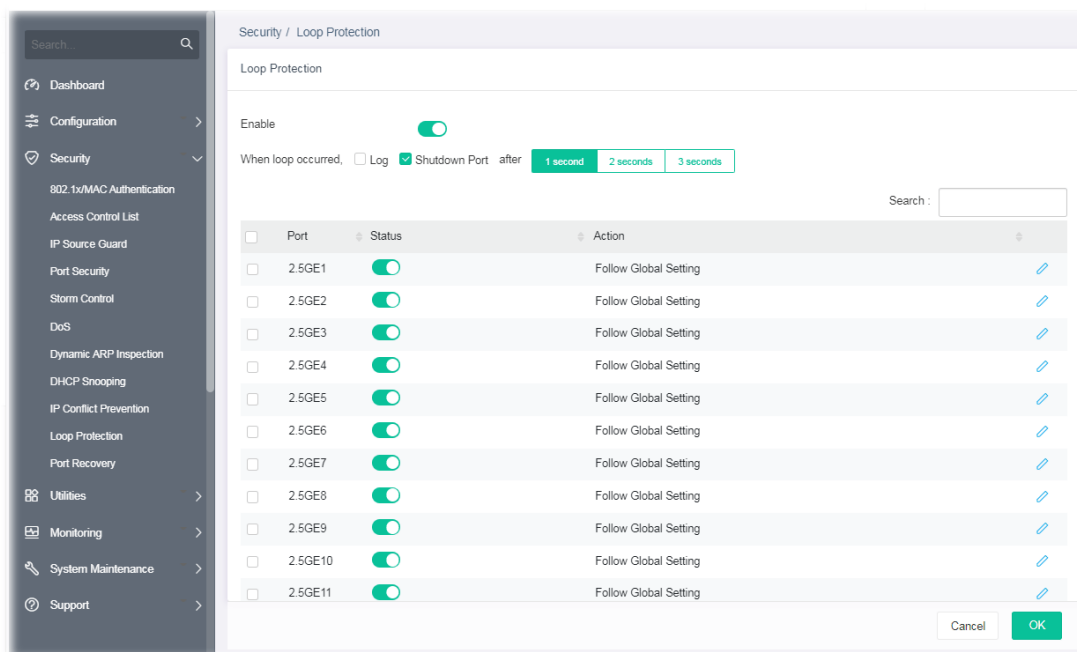 Search...
Dashboard
Configuration
Security
802.1x/MAC Authentication
Access Control List
IP Source Guard
Port Security
Storm Control
DoS
Dynamic ARP Inspection
DHCP Snooping
IP Conflict Prevention
Loop Protection
Port Recovery
Utilities
Monitoring
System Maintenance
Support
Security / Loop Protection
Loop Protection
Enable
When loop occurred, Log Shutdown Port after 1 second 2 seconds 3 seconds
Search :
Port Status Action
2.5GE1 Follow Global Setting
2.5GE2 Follow Global Setting
2.5GE3 Follow Global Setting
2.5GE4 Follow Global Setting
2.5GE5 Follow Global Setting
2.5GE6 Follow Global Setting
2.5GE7 Follow Global Setting
2.5GE8 Follow Global Setting
2.5GE9 Follow Global Setting
2.5GE10 Follow Global Setting
2.5GE11 Follow Global Setting
Cancel OK